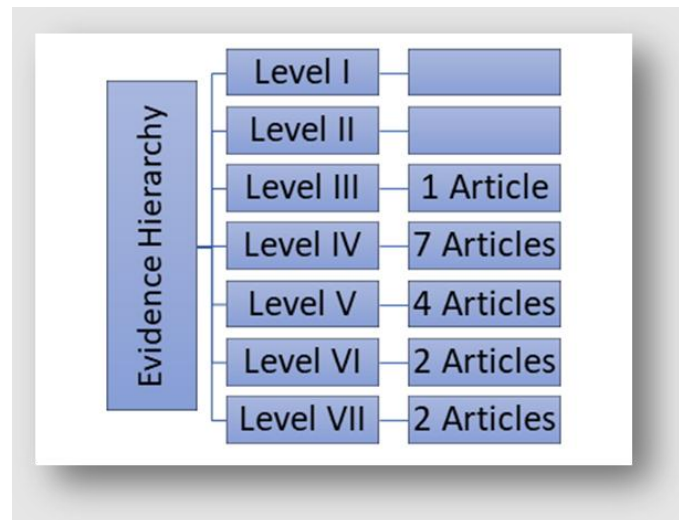 Evidence Hierarchy
Level I
Level II
Level III
1 Article
Level IV
7 Articles
Level V
4 Articles
Level VI
2 Articles
Level VII
2 Articles